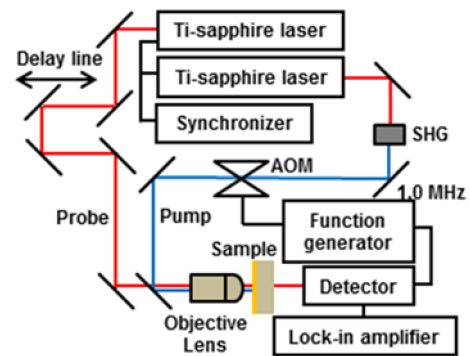 Ti-sapphire laser
Delay line
Ti-sapphire laser
Synchronizer
SHG
AOM
1.0 MHz
Probe
Pump
Function
generator
Sample
Detector
Objective
Lens
Lock-in amplifier